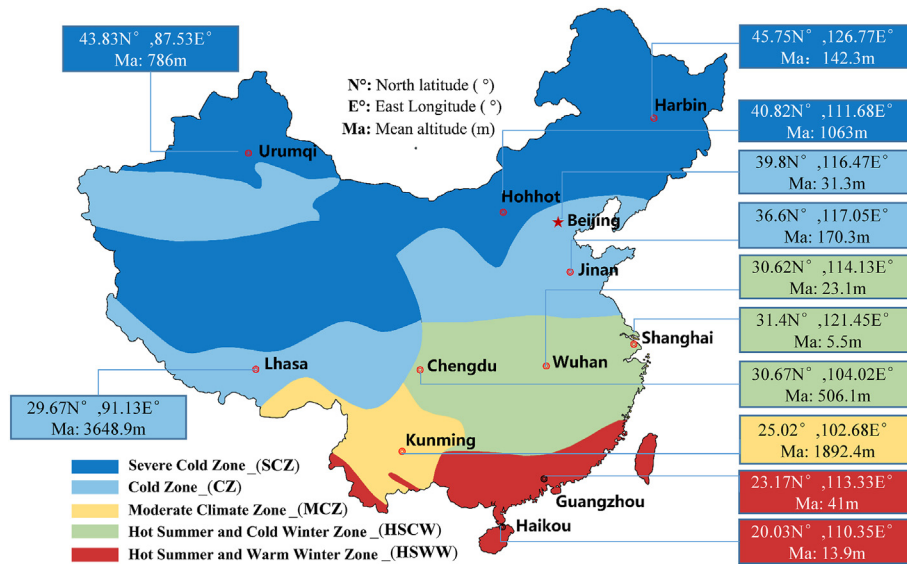 43.83N° ,87.53E°
Ma: 786m
N°: North latitude ( °)
E°: East Longitude ( °)
Ma: Mean altitude (m)
45.75N° ,126.77E°
Ma: 142.3m
40.82N° ,111.68E°
Ma: 1063m
39.8N° ,116.47E°
Ma: 31.3m
36.6N° ,117.05E°
Ma: 170.3m
30.62N° ,114.13E°
Ma: 23.1m
31.4N° ,121.45E°
Ma: 5.5m
30.67N° ,104.02E°
Ma: 506.1m
25.02° ,102.68E°
Ma: 1892.4m
23.17N° ,113.33E°
Ma: 41m
20.03N° ,110.35E°
Ma: 13.9m
29.67N° ,91.13E°
Ma: 3648.9m
Harbin
Urumqi
Hohhot
Beijing
Jinan
Shanghai
Lhasa
Chengdu
Wuhan
Kunming
Guangzhou
Haikou
Severe Cold Zone_(SCZ)
Cold Zone_(CZ)
Moderate Climate Zone_(MCZ)
Hot Summer and Cold Winter Zone _(HSCW)
Hot Summer and Warm Winter Zone _(HSWW)